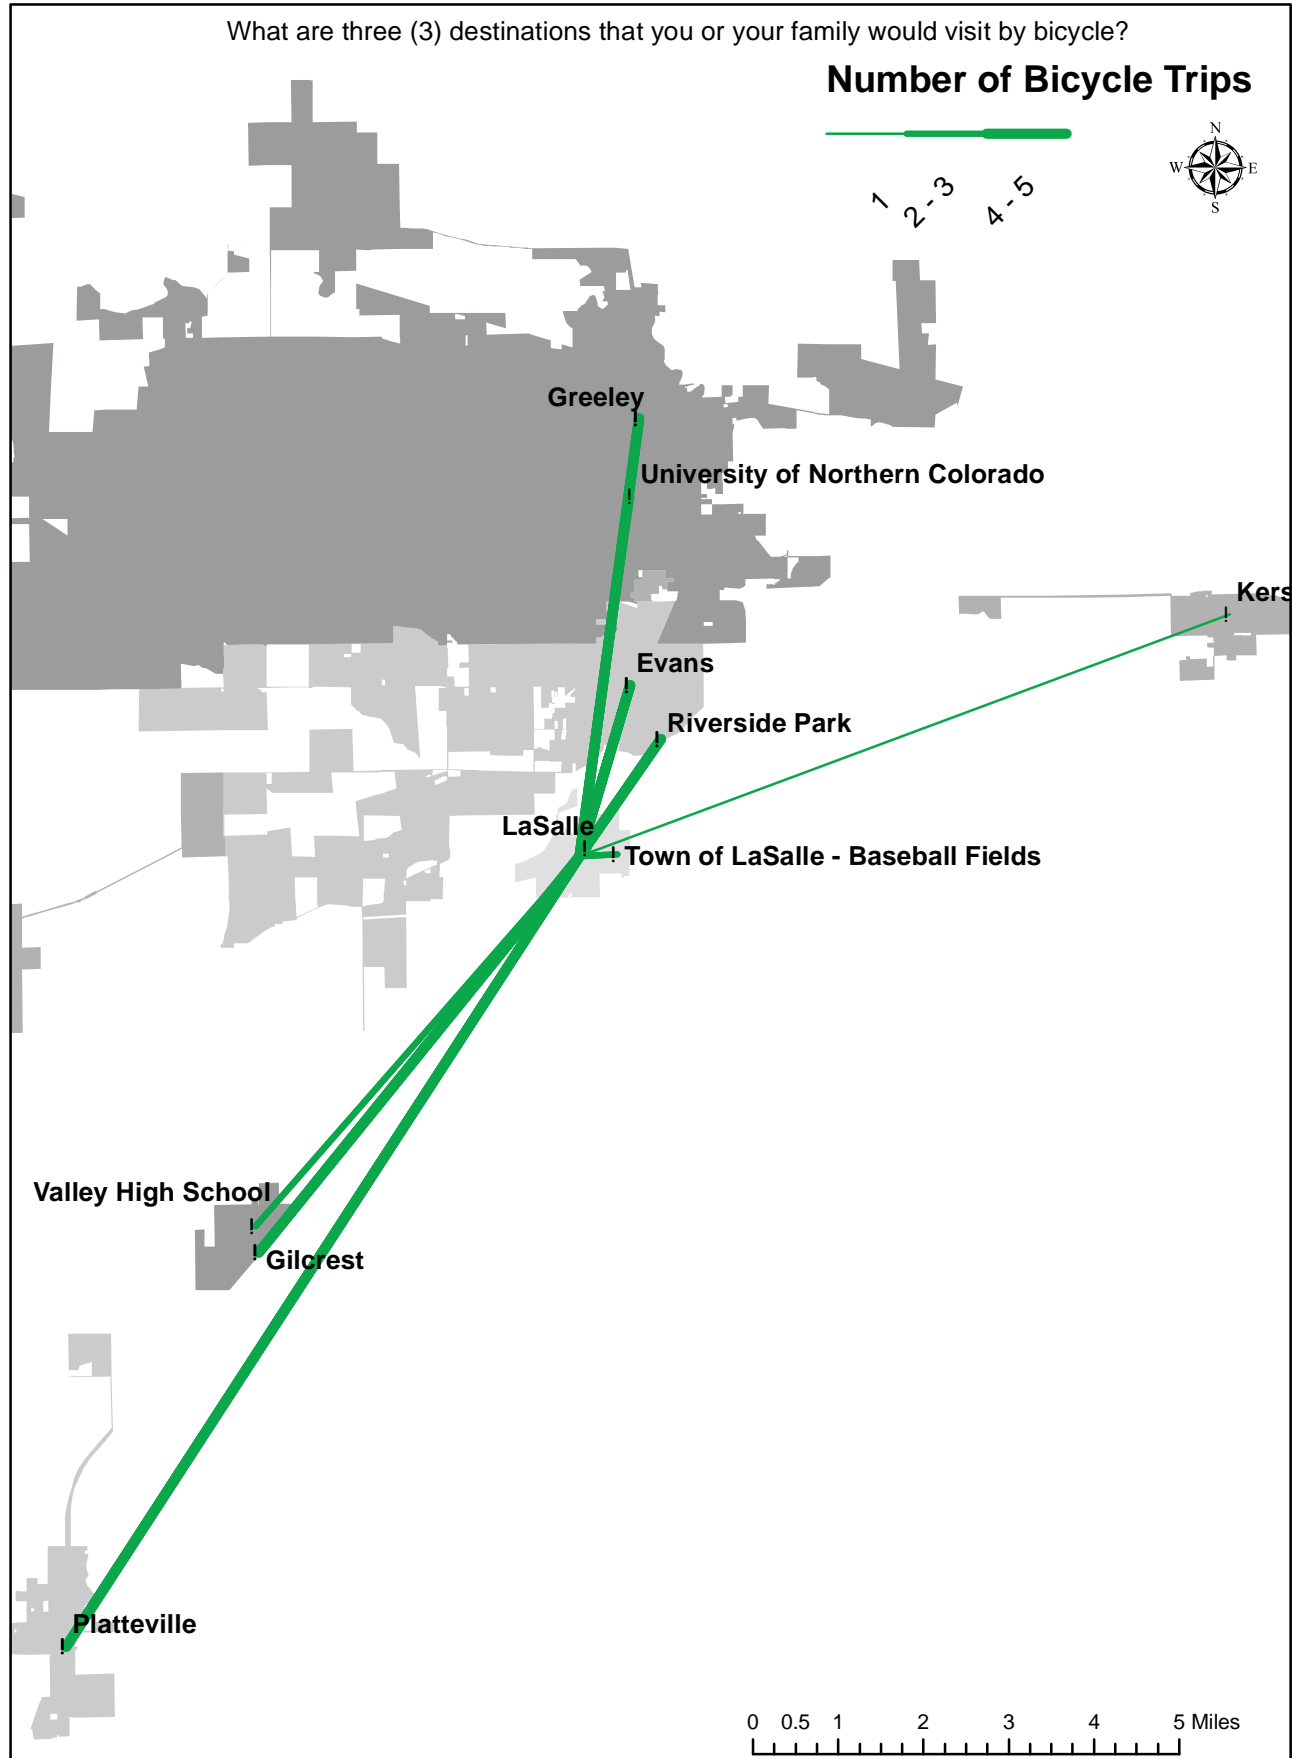 What are three (3) destinations that you or your family would visit by bicycle?
Number of Bicycle Trips
1
2 - 3
4 - 5
N
W E
S
Greeley
University of Northern Colorado
Kers
Evans
Riverside Park
LaSalle
Town of LaSalle - Baseball Fields
Valley High School
Gilcrest
Platteville
0 0.5 1 2 3 4 5 Miles